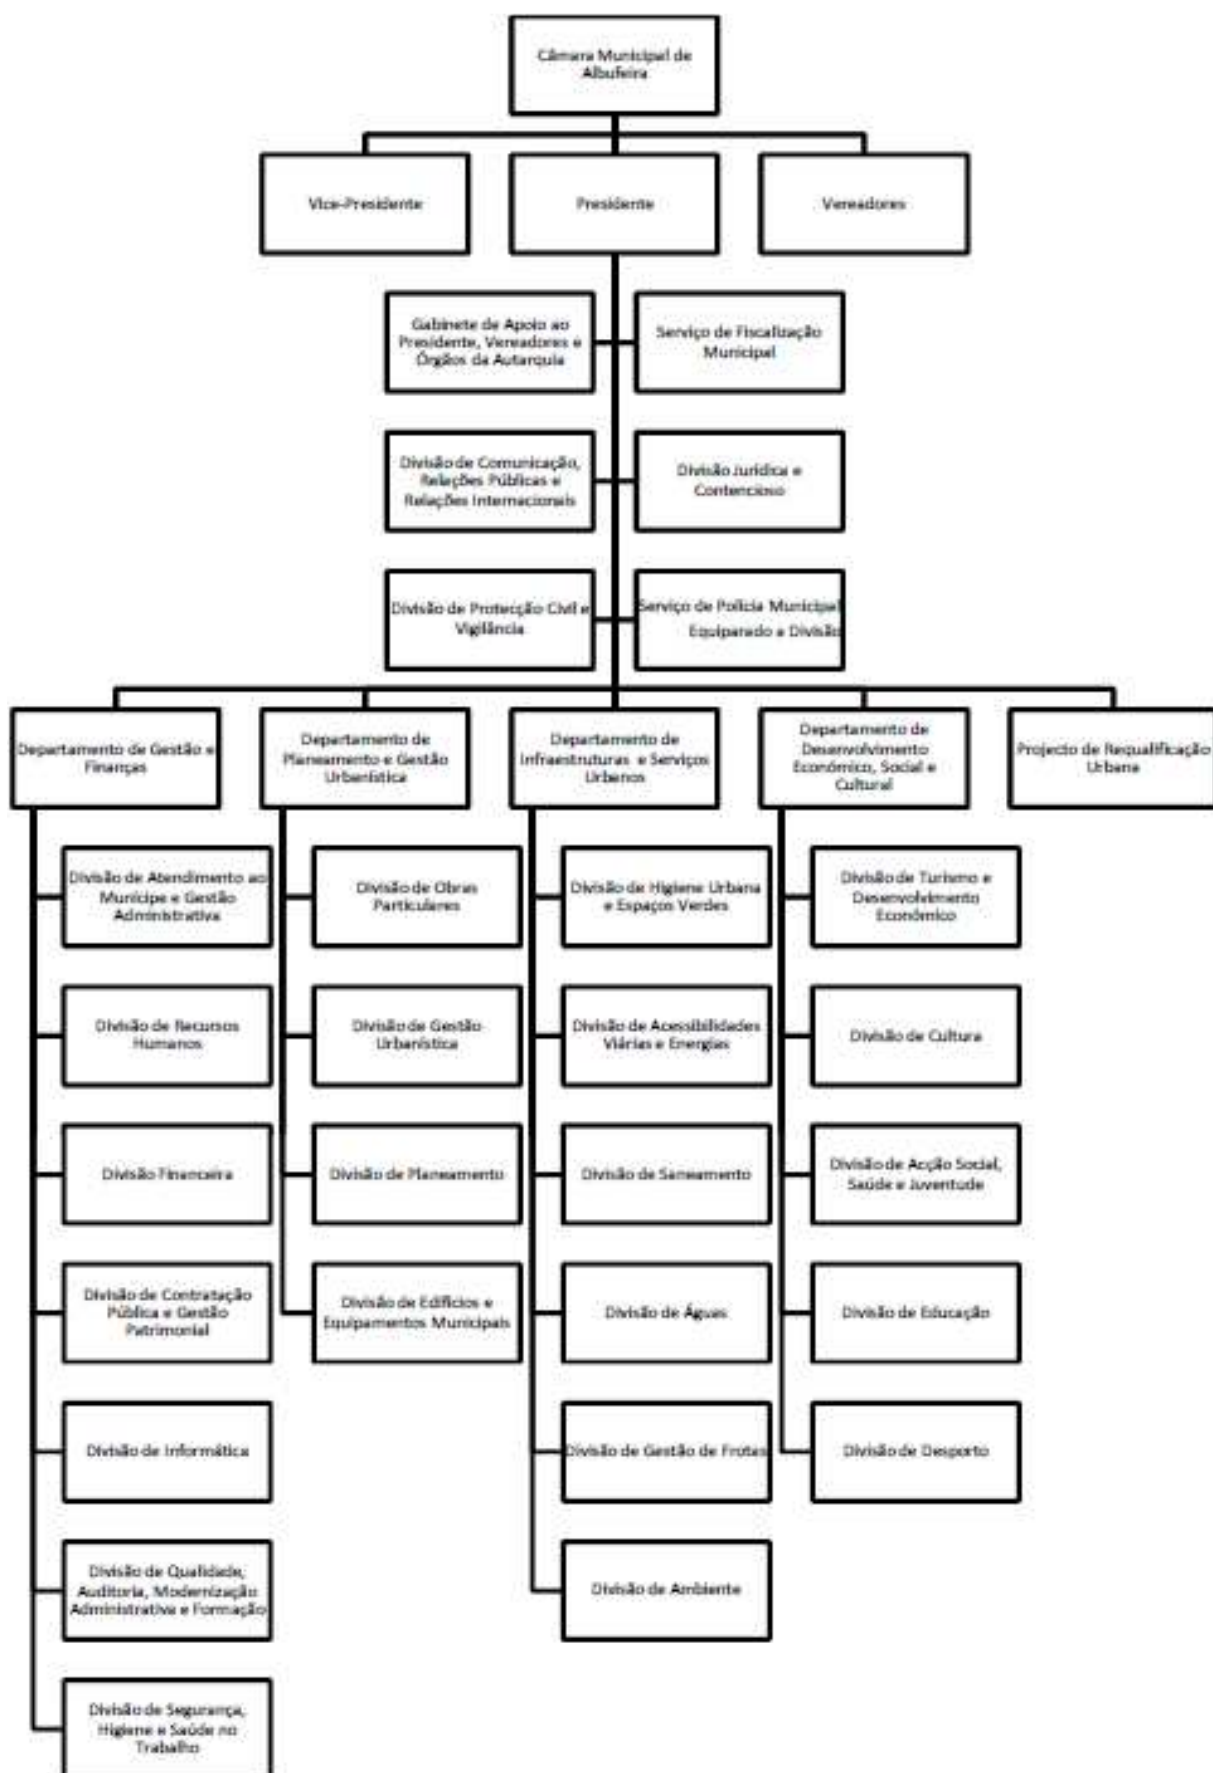 Câmara Municipal de
Albufeira
Vice-Presidente
Presidente
Vereadores
Gabinete de Apoio ao
Presidente, Vereadores e
Órgãos da Autarquia
Serviço de Fiscalização
Municipal
Divisão de Comunicação,
Relações Públicas e
Relações Internacionais
Divisão Jurídica e
Contencioso
Divisão de Protecção Civil e
Vigilância
Serviço de Polícia Municipal
Equiparado a Divisão
Departamento de Gestão e
Finanças
Departamento de
Planeamento e Gestão
Urbanística
Departamento de
Infraestruturas e Serviços
Urbanos
Departamento de
Desenvolvimento
Económico, Social e
Cultural
Projecto de Requalificação
Urbana
Divisão de Atendimento ao
Munícipe e Gestão
Administrativa
Divisão de Obras
Particulares
Divisão de Higiene Urbana
e Espaços Verdes
Divisão de Turismo e
Desenvolvimento
Económico
Divisão de Recursos
Humanos
Divisão de Gestão
Urbanística
Divisão de Acessibilidades
Viárias e Energias
Divisão de Cultura
Divisão Financeira
Divisão de Planeamento
Divisão de Saneamento
Divisão de Acção Social,
Saúde e Juventude
Divisão de Contratação
Pública e Gestão
Patrimonial
Divisão de Edifícios e
Equipamentos Municipais
Divisão de Águas
Divisão de Educação
Divisão de Informática
Divisão de Gestão de Frotas
Divisão de Desporto
Divisão de Qualidade,
Auditoria, Modernização
Administrativa e Formação
Divisão de Ambiente
Divisão de Segurança,
Higiene e Saúde no
Trabalho